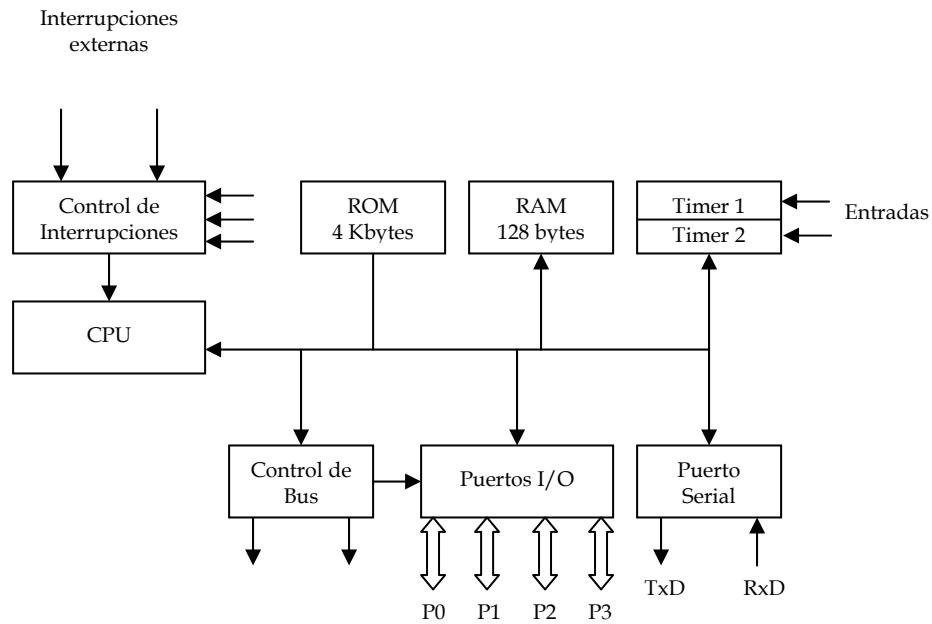 Interrupciones
externas
Control de
Interrupciones
ROM
4 Kbytes
RAM
128 bytes
Timer 1
Timer 2
Entradas
CPU
Control de
Bus
Puertos I/O
Puerto
Serial
P0
P1
P2
P3
TxD
RxD